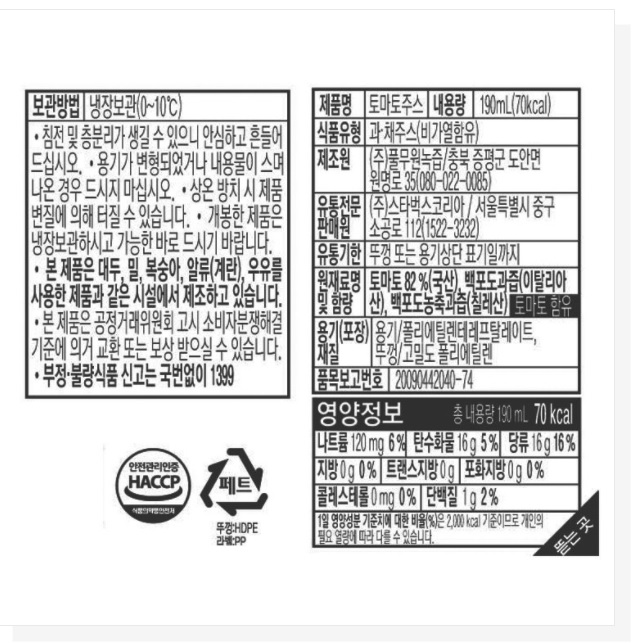 보관방법 냉장보관(0~10℃)
• 침전 및 층분리가 생길 수 있으니 안심하고 흔들어
드십시오. • 용기가 변형되었거나 내용물이 스며
나온 경우 드시지 마십시오. • 상온 방치 시 제품
변질에 의해 터질 수 있습니다. • 개봉한 제품은
냉장보관하시고 가능한 바로 드시기 바랍니다.
• 본 제품은 대두, 밀, 복숭아, 알류(계란), 우유를
사용한 제품과 같은 시설에서 제조하고 있습니다.
• 본 제품은 공정거래위원회 고시 소비자분쟁해결
기준에 의거 교환 또는 보상 받으실 수 있습니다.
• 부정·불량식품 신고는 국번없이 1399
안전관리인증
HACCP
식품의약품안전처
페트
뚜껑:HDPE
라벨:PP
제품명 토마토주스 내용량 190mL(70kcal)
식품유형 과·채주스(비가열함유)
제조원 (주)풀무원녹즙/충북 증평군 도안면
원명로 35(080-022-0085)
유통전문 (주)스타벅스코리아 / 서울특별시 중구
판매원 소공로 112(1522-3232)
유통기한 뚜껑 또는 용기상단 표기일까지
원재료명 토마토 82%(국산), 백포도과즙(이탈리아
및 함량 산), 백포도농축과즙(칠레산) 토마토 함유
용기(포장) 용기/폴리에틸렌테레프탈레이트,
재질 뚜껑/고밀도 폴리에틸렌
품목보고번호 20090442040-74
영양정보 총 내용량 190 mL 70 kcal
나트륨 120 mg 6% 탄수화물 16 g 5% 당류 16 g 16%
지방 0 g 0% 트랜스지방 0 g 포화지방 0 g 0%
콜레스테롤 0 mg 0% 단백질 1 g 2%
1일 영양성분 기준치에 대한 비율(%)은 2,000 kcal 기준이므로 개인의
필요 열량에 따라 다를 수 있습니다.
뜯는 곳